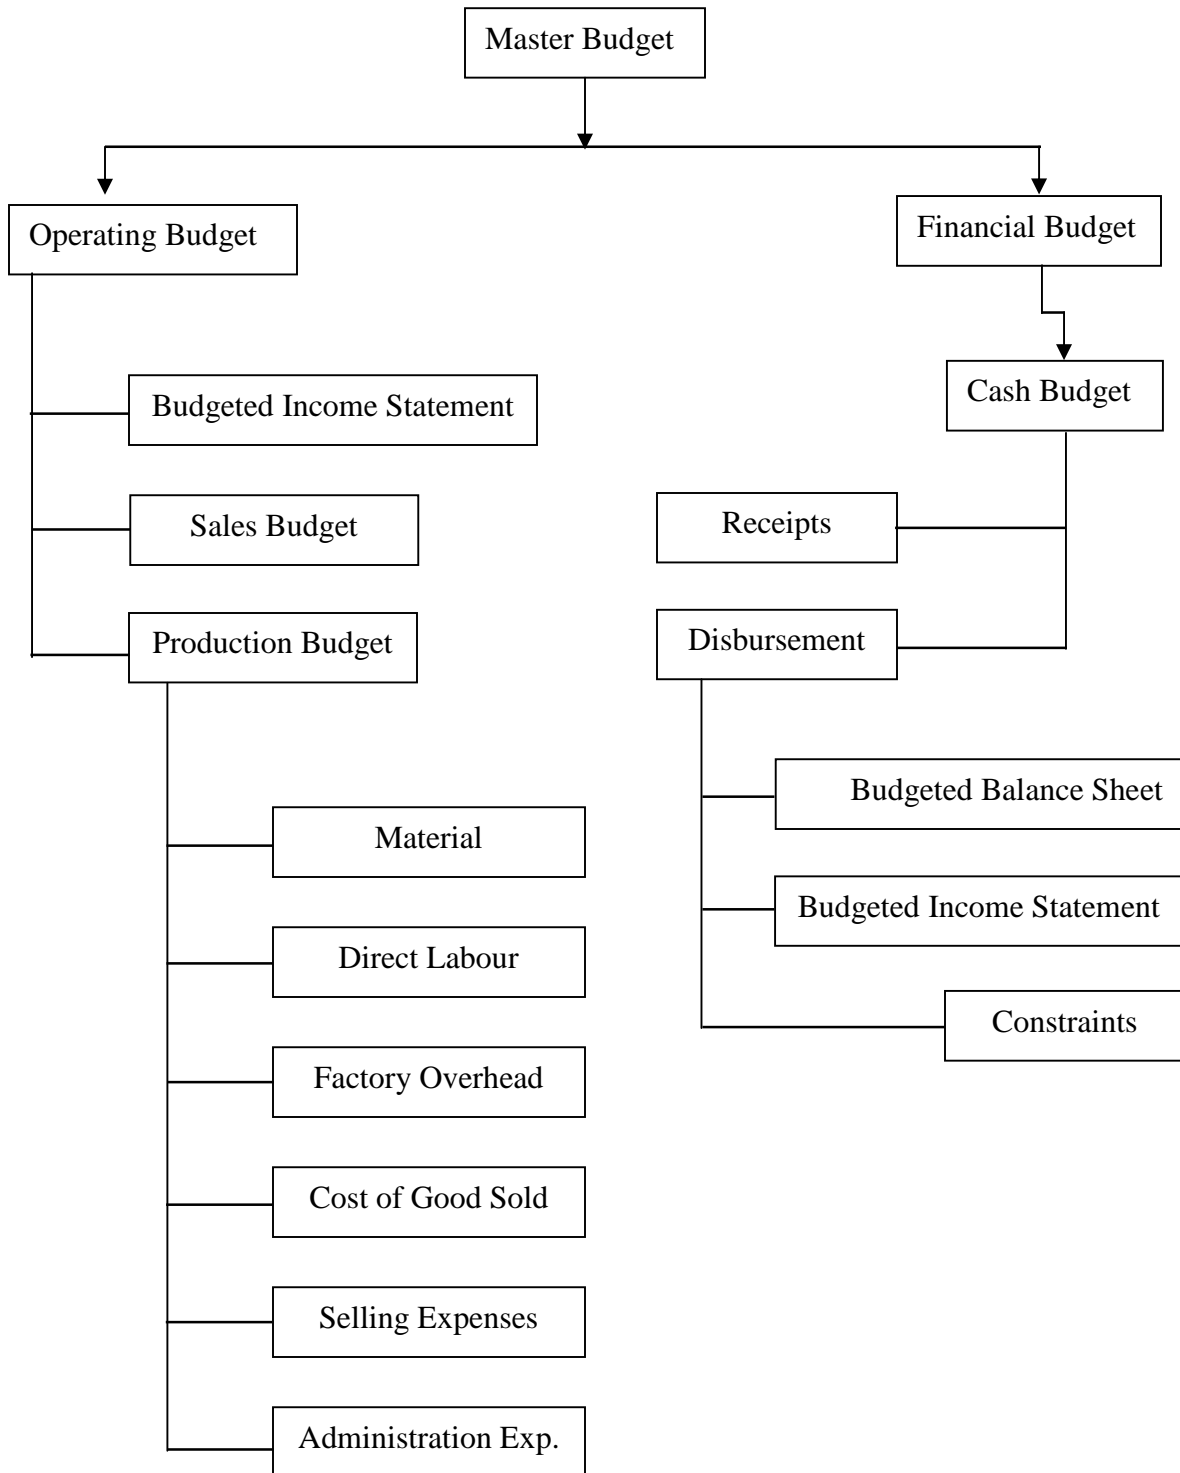 Master Budget
Operating Budget
Financial Budget
Budgeted Income Statement
Cash Budget
Sales Budget
Receipts
Production Budget
Disbursement
Material
Budgeted Balance Sheet
Direct Labour
Budgeted Income Statement
Factory Overhead
Constraints
Cost of Good Sold
Selling Expenses
Administration Exp.